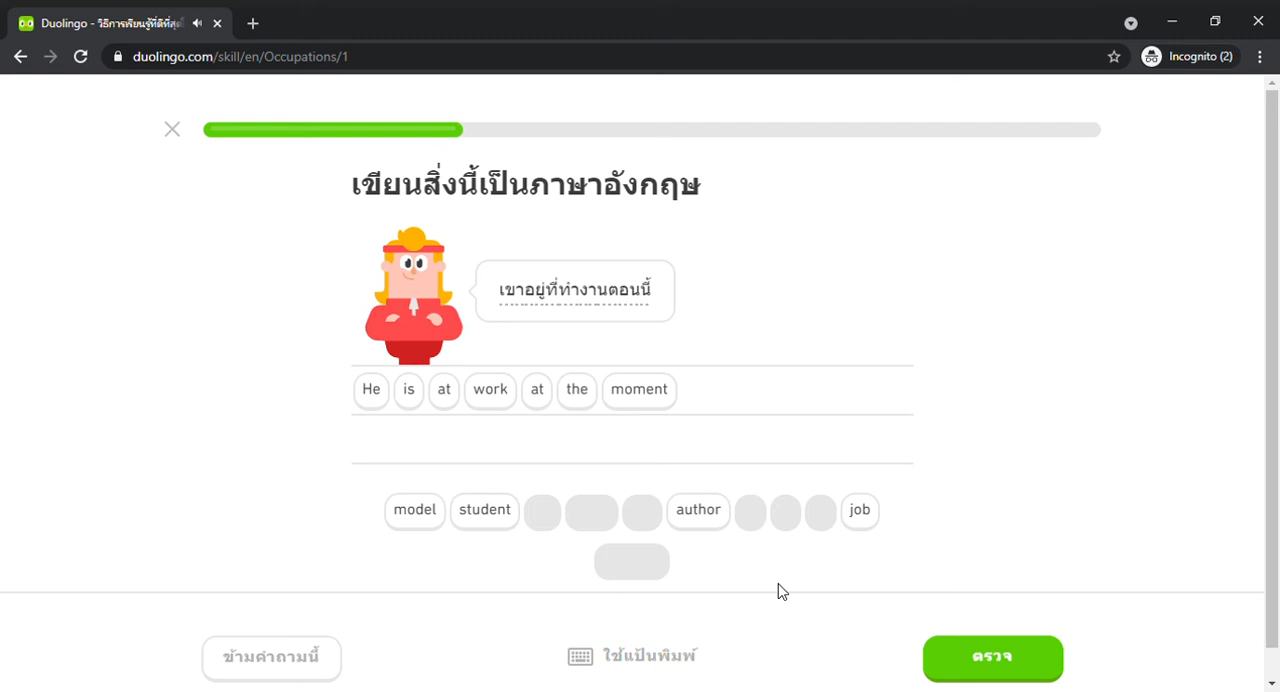 Duolingo - วิธีการเรียนรู้ที่ดีที่สุดใ
duolingo.com/skill/en/Occupations/1
Incognito (2)
เขียนสิ่งนี้เป็นภาษาอังกฤษ
เขาอยู่ที่ทำงานตอนนี้
He is at work at the moment
model student author job
ข้ามคำถามนี้ ใช้แป้นพิมพ์ ตรวจ